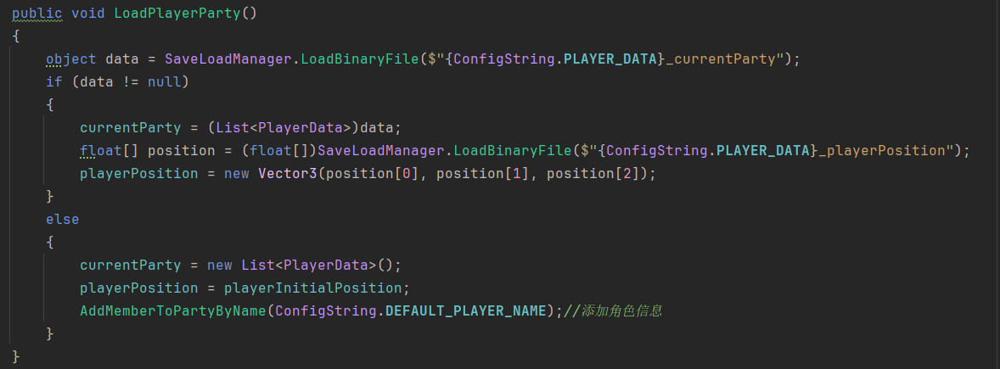 public void LoadPlayerParty()
{
object data = SaveLoadManager.LoadBinaryFile($"{ConfigString.PLAYER_DATA}_currentParty");
if (data != null)
{
currentParty = (List<PlayerData>)data;
float[] position = (float[])SaveLoadManager.LoadBinaryFile($"{ConfigString.PLAYER_DATA}_playerPosition");
playerPosition = new Vector3(position[0], position[1], position[2]);
}
else
{
currentParty = new List<PlayerData>();
playerPosition = playerInitialPosition;
AddMemberToPartyByName(ConfigString.DEFAULT_PLAYER_NAME);//添加角色信息
}
}